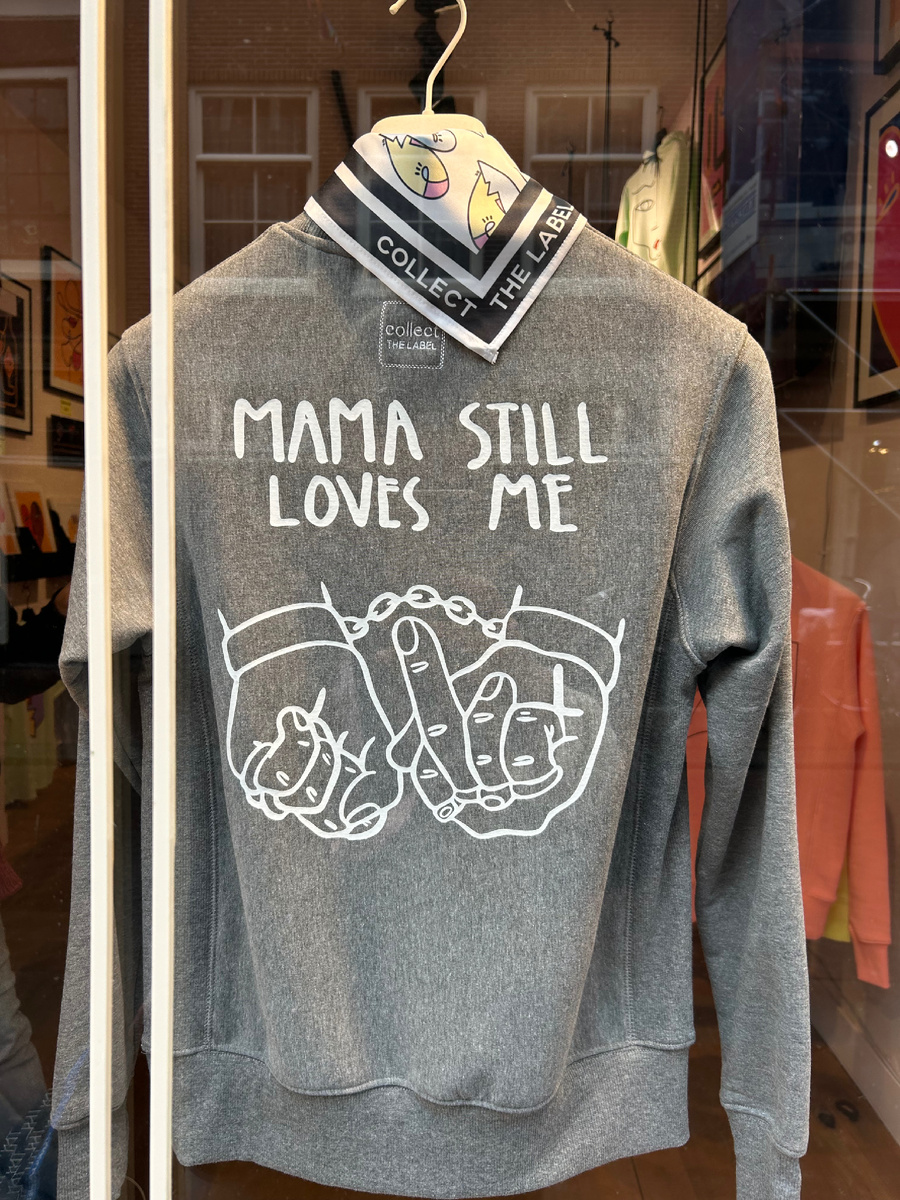 COLLECT THE LABEL
collect
THE LABEL
MAMA STILL
LOVES ME